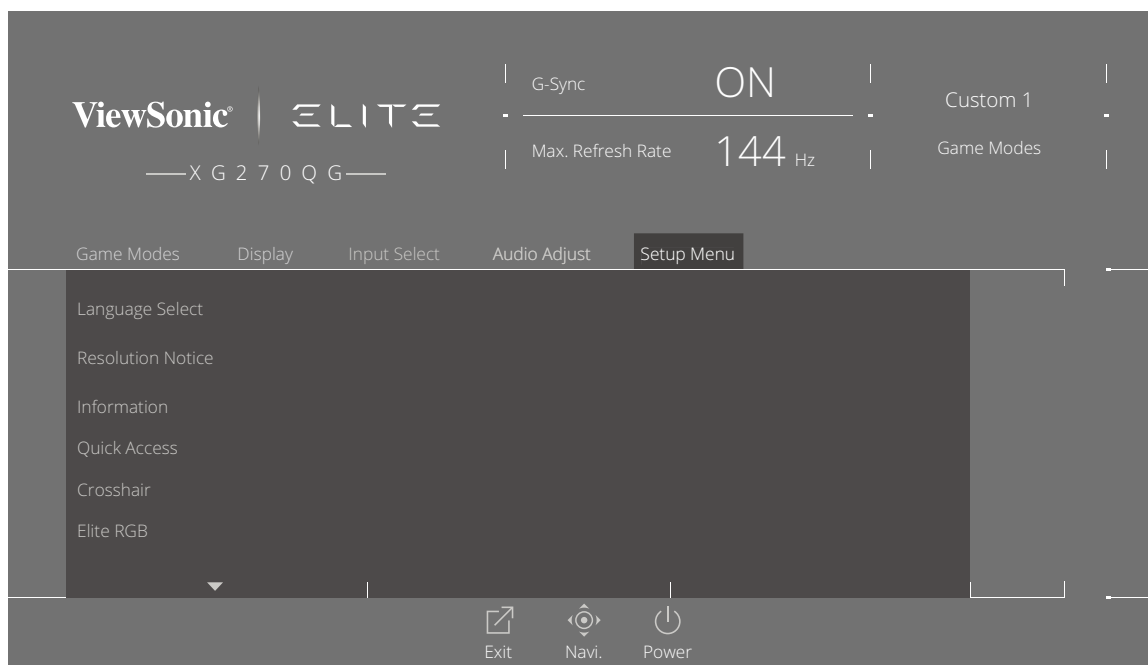 ViewSonic® ELITE
XG270QG
G-Sync ON
Max. Refresh Rate 144 Hz
Custom 1
Game Modes
Game Modes Display Input Select Audio Adjust Setup Menu
Language Select
Resolution Notice
Information
Quick Access
Crosshair
Elite RGB
Exit Navi. Power